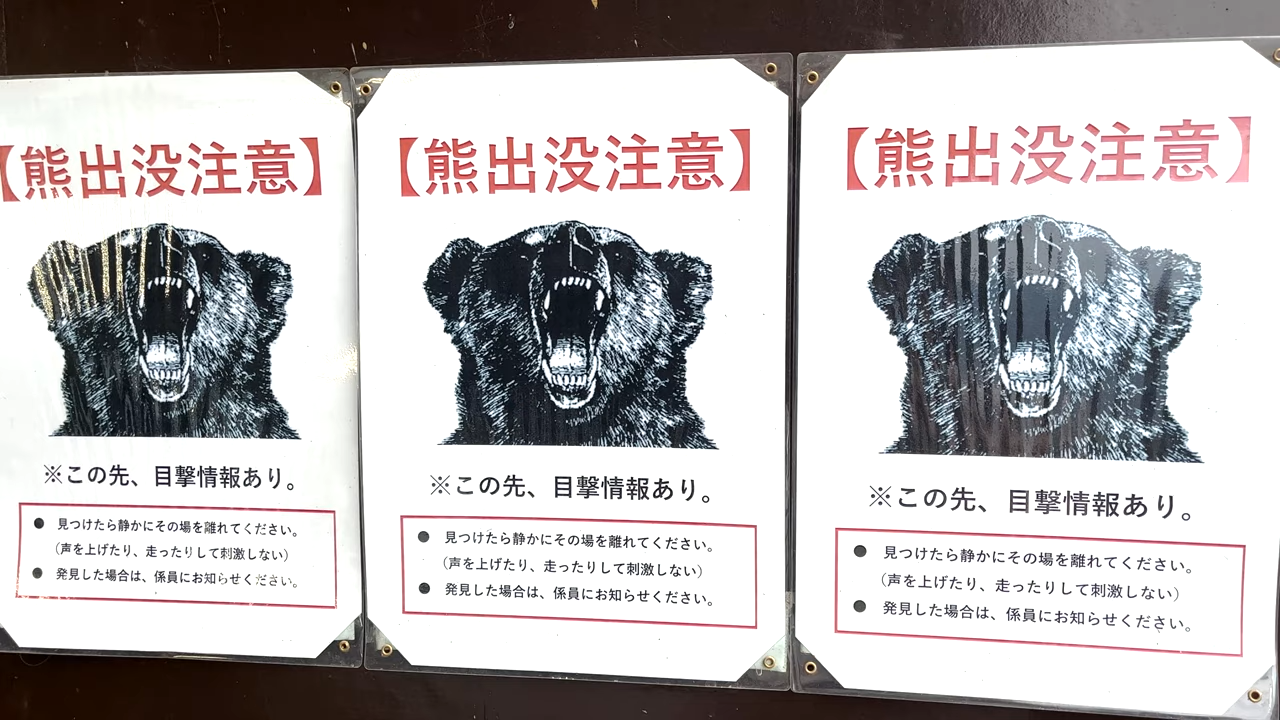 【熊出没注意】
※この先、目撃情報あり。
● 見つけたら静かにその場を離れてください。
（声を上げたり、走ったりして刺激しない）
● 発見した場合は、係員にお知らせください。
【熊出没注意】
※この先、目撃情報あり。
● 見つけたら静かにその場を離れてください。
（声を上げたり、走ったりして刺激しない）
● 発見した場合は、係員にお知らせください。
【熊出没注意】
※この先、目撃情報あり。
● 見つけたら静かにその場を離れてください。
（声を上げたり、走ったりして刺激しない）
● 発見した場合は、係員にお知らせください。